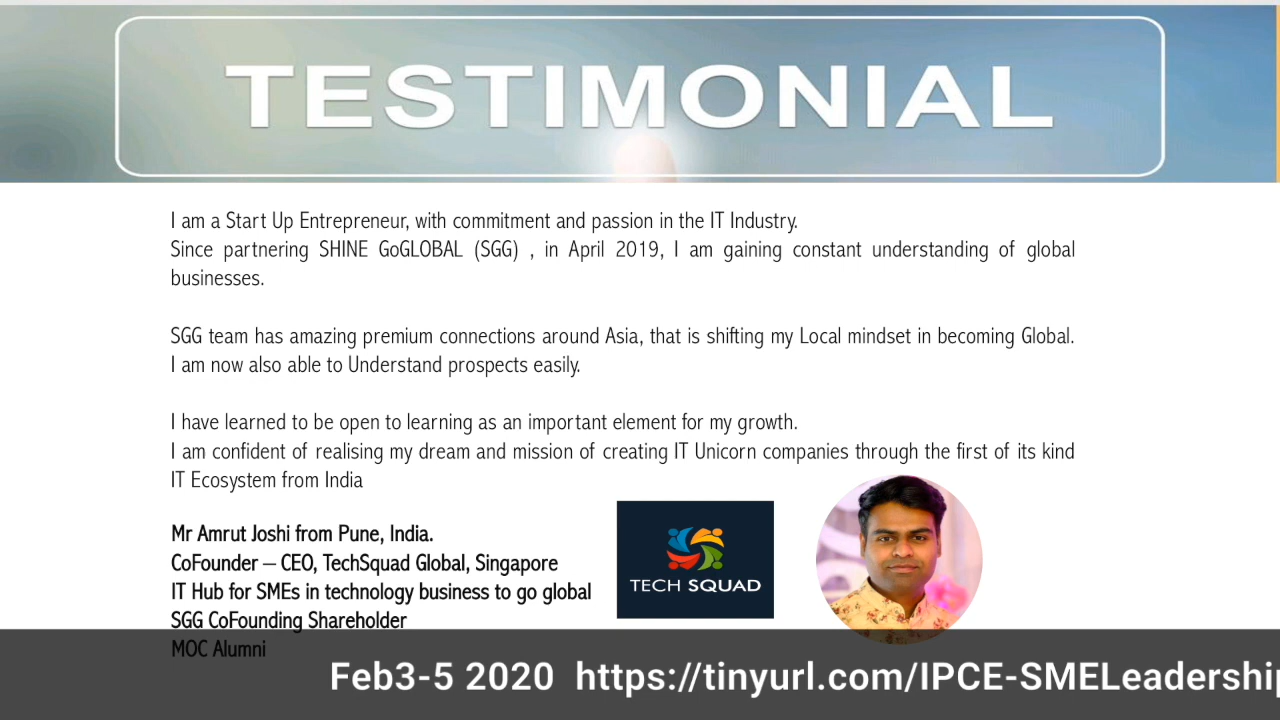 TESTIMONIAL
I am a Start Up Entrepreneur, with commitment and passion in the IT Industry.
Since partnering SHINE GoGLOBAL (SGG) , in April 2019, I am gaining constant understanding of global
businesses.
SGG team has amazing premium connections around Asia, that is shifting my Local mindset in becoming Global.
I am now also able to Understand prospects easily.
I have learned to be open to learning as an important element for my growth.
I am confident of realising my dream and mission of creating IT Unicorn companies through the first of its kind
IT Ecosystem from India
Mr Amrut Joshi from Pune, India.
CoFounder – CEO, TechSquad Global, Singapore
IT Hub for SMEs in technology business to go global
SGG CoFounding Shareholder
MOC Alumni
TECH SQUAD
Feb3-5 2020 https://tinyurl.com/IPCE-SMELeadership